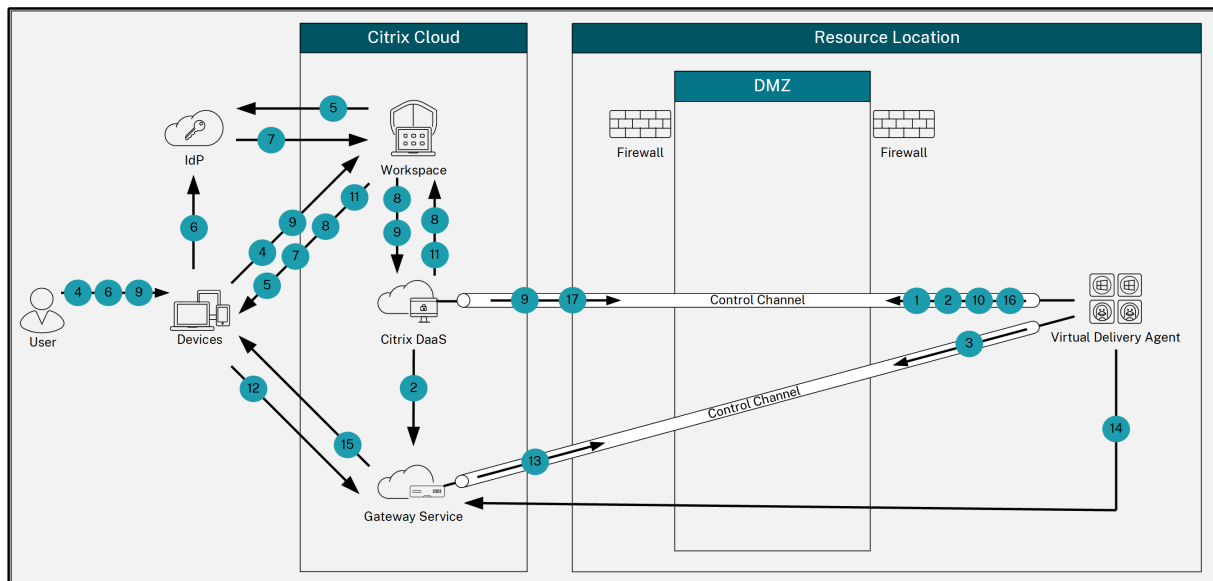 Citrix Cloud
Resource Location
DMZ
Firewall
Firewall
5
7
IdP
Workspace
6
4
9
5
7
8
11
8
9
8
11
4 6 9
User
Devices
Citrix DaaS
9 17
Control Channel
1 2 10 16
Virtual Delivery Agent
3
Control Channel
2
12
15
13
14
Gateway Service